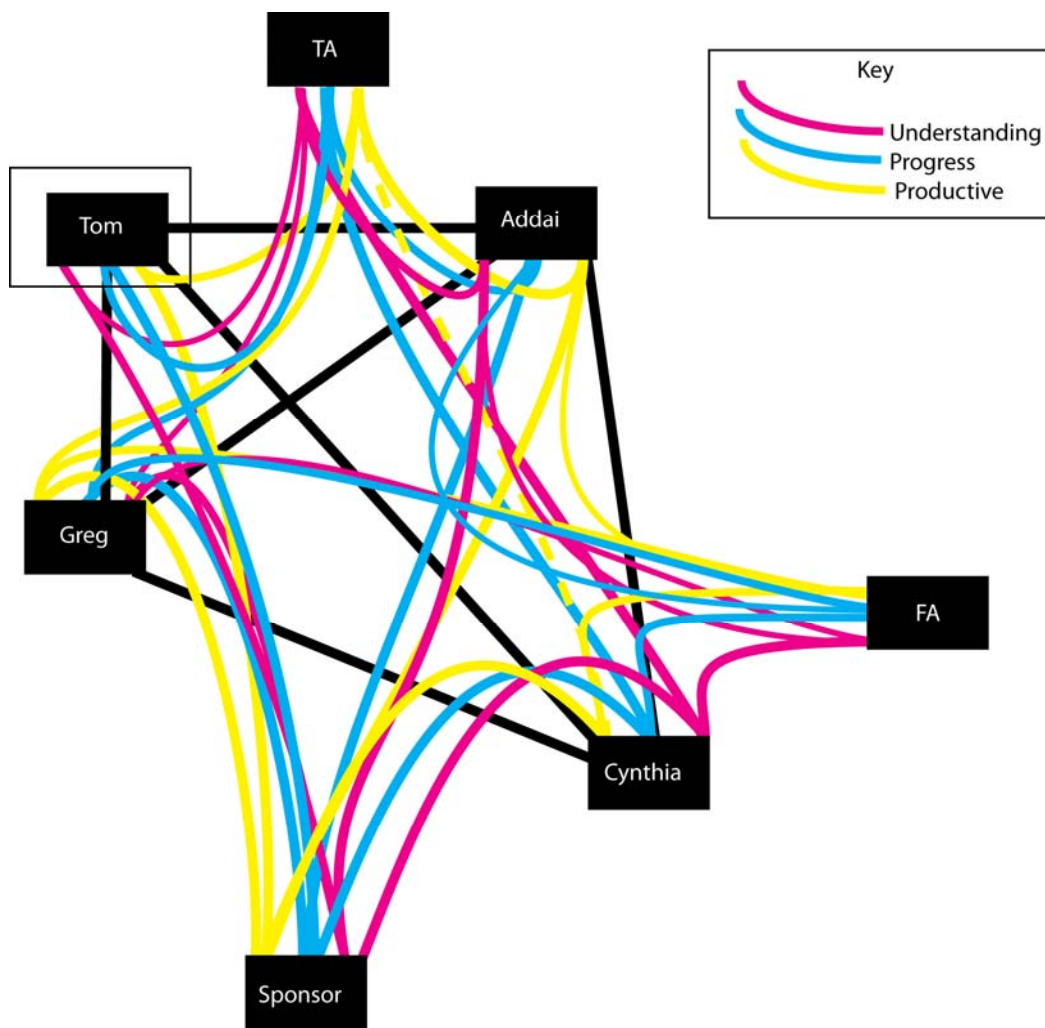 TA
Key
Understanding
Progress
Productive
Tom
Addai
Greg
FA
Cynthia
Sponsor